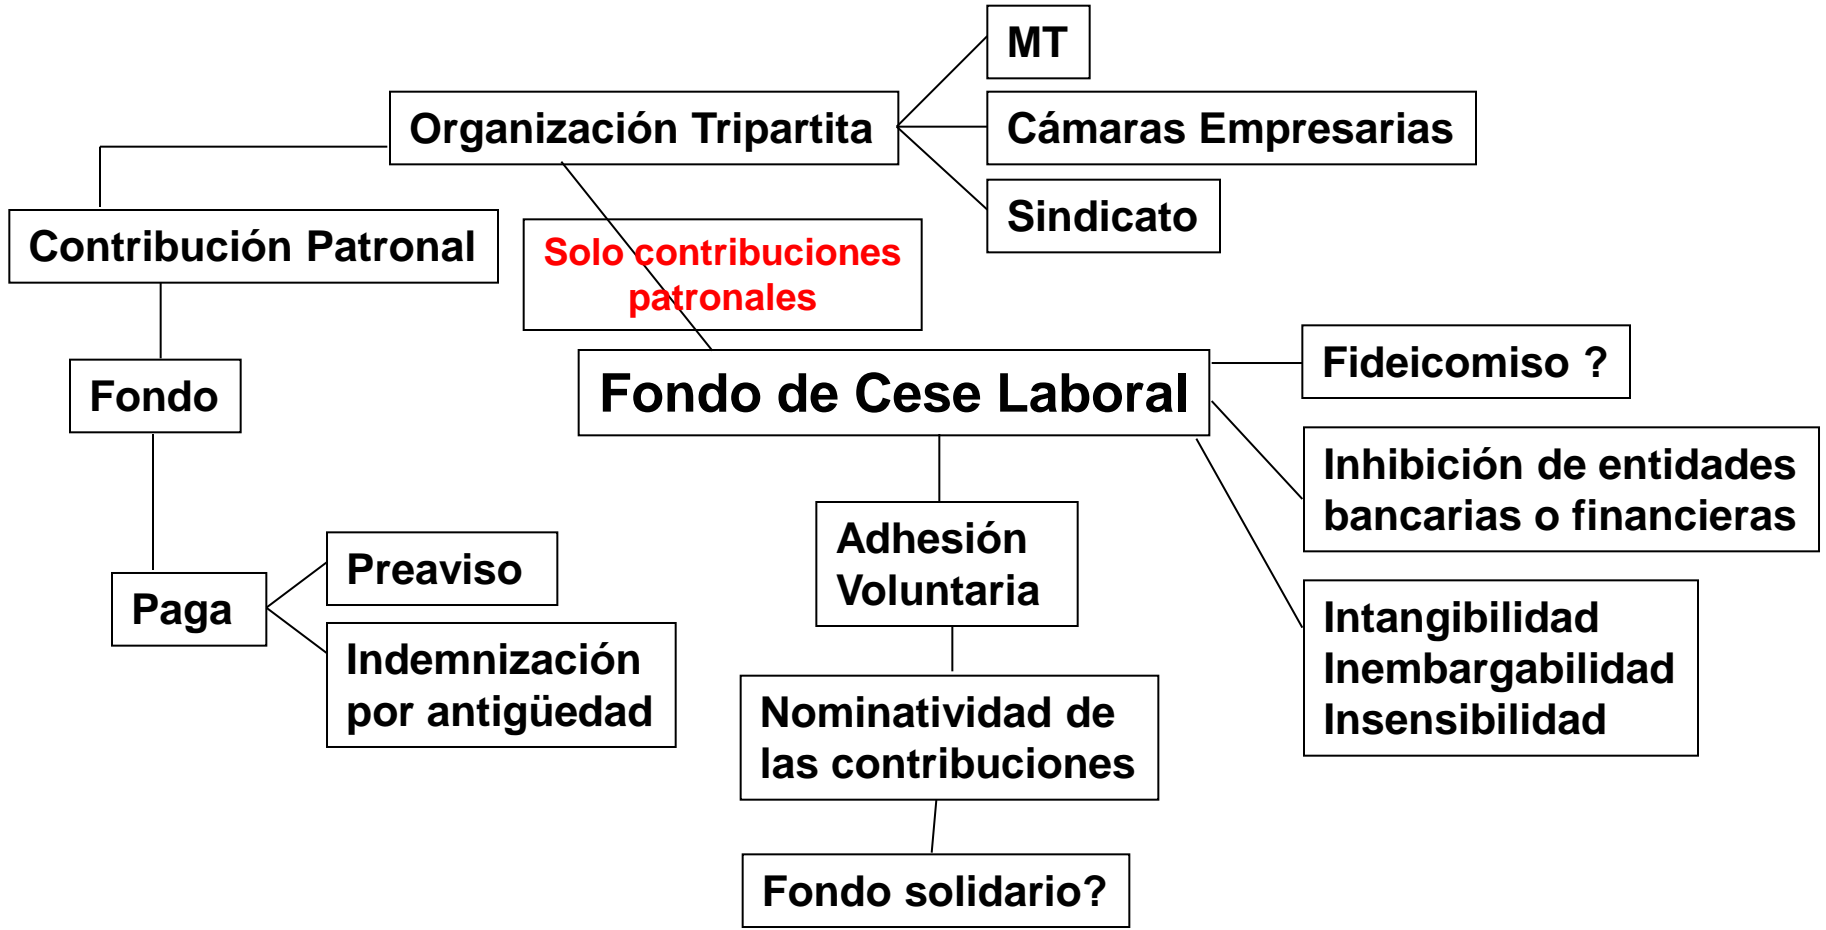 MT
Organización Tripartita
Cámaras Empresarias
Sindicato
Contribución Patronal
Solo contribuciones
patronales
Fondo
Fondo de Cese Laboral
Fideicomiso ?
Inhibición de entidades
bancarias o financieras
Adhesión
Voluntaria
Preaviso
Paga
Indemnización
por antigüedad
Intangibilidad
Inembargabilidad
Insensibilidad
Nominatividad de
las contribuciones
Fondo solidario?